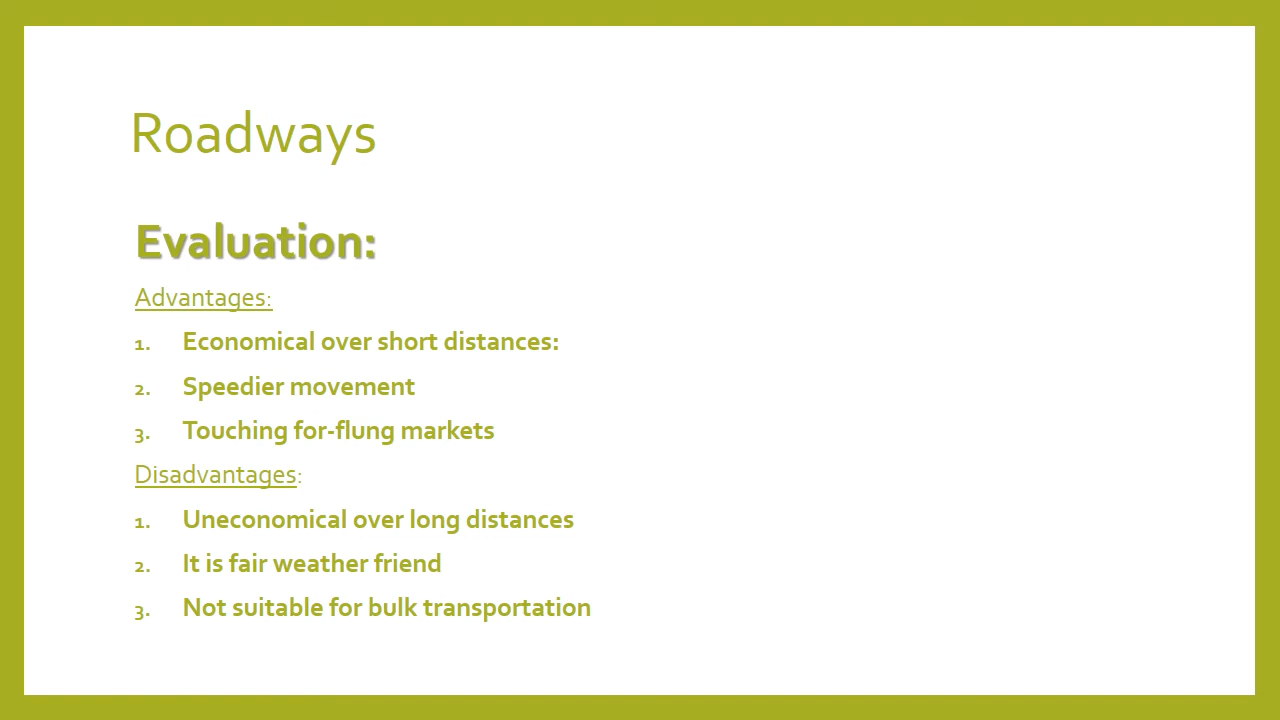 Roadways
Evaluation:
Advantages:
1. Economical over short distances:
2. Speedier movement
3. Touching for-flung markets
Disadvantages:
1. Uneconomical over long distances
2. It is fair weather friend
3. Not suitable for bulk transportation